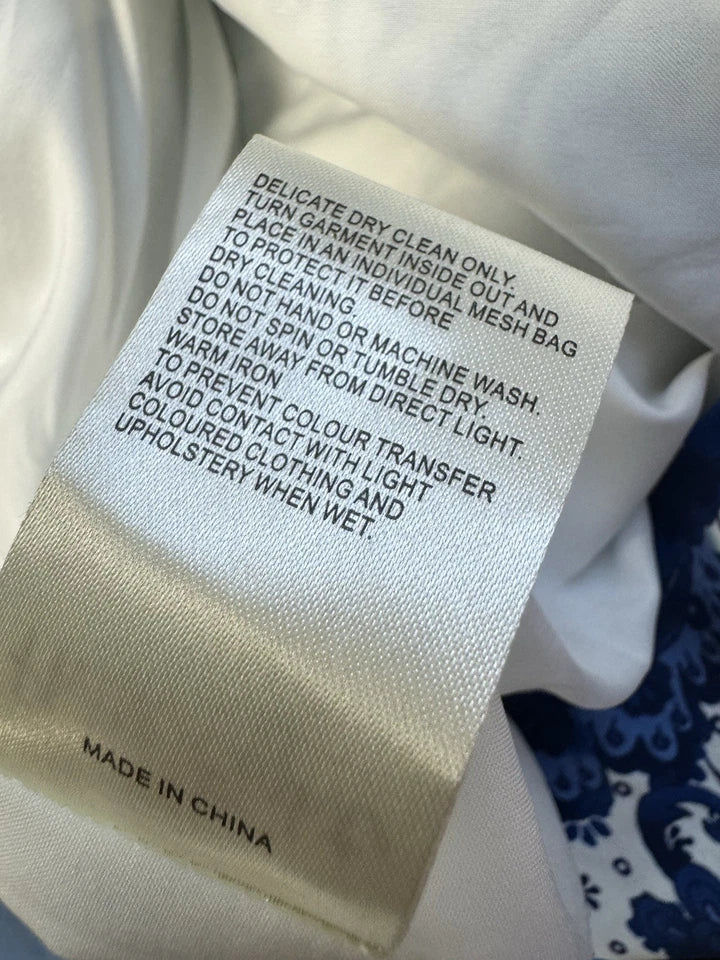 DELICATE DRY CLEAN ONLY.
TURN GARMENT INSIDE OUT AND
PLACE IN AN INDIVIDUAL MESH BAG
TO PROTECT IT BEFORE
DRY CLEANING.
DO NOT HAND OR MACHINE WASH.
DO NOT SPIN OR TUMBLE DRY.
STORE AWAY FROM DIRECT LIGHT.
WARM IRON
TO PREVENT COLOUR TRANSFER
AVOID CONTACT WITH LIGHT
COLOURED CLOTHING AND
UPHOLSTERY WHEN WET.
MADE IN CHINA